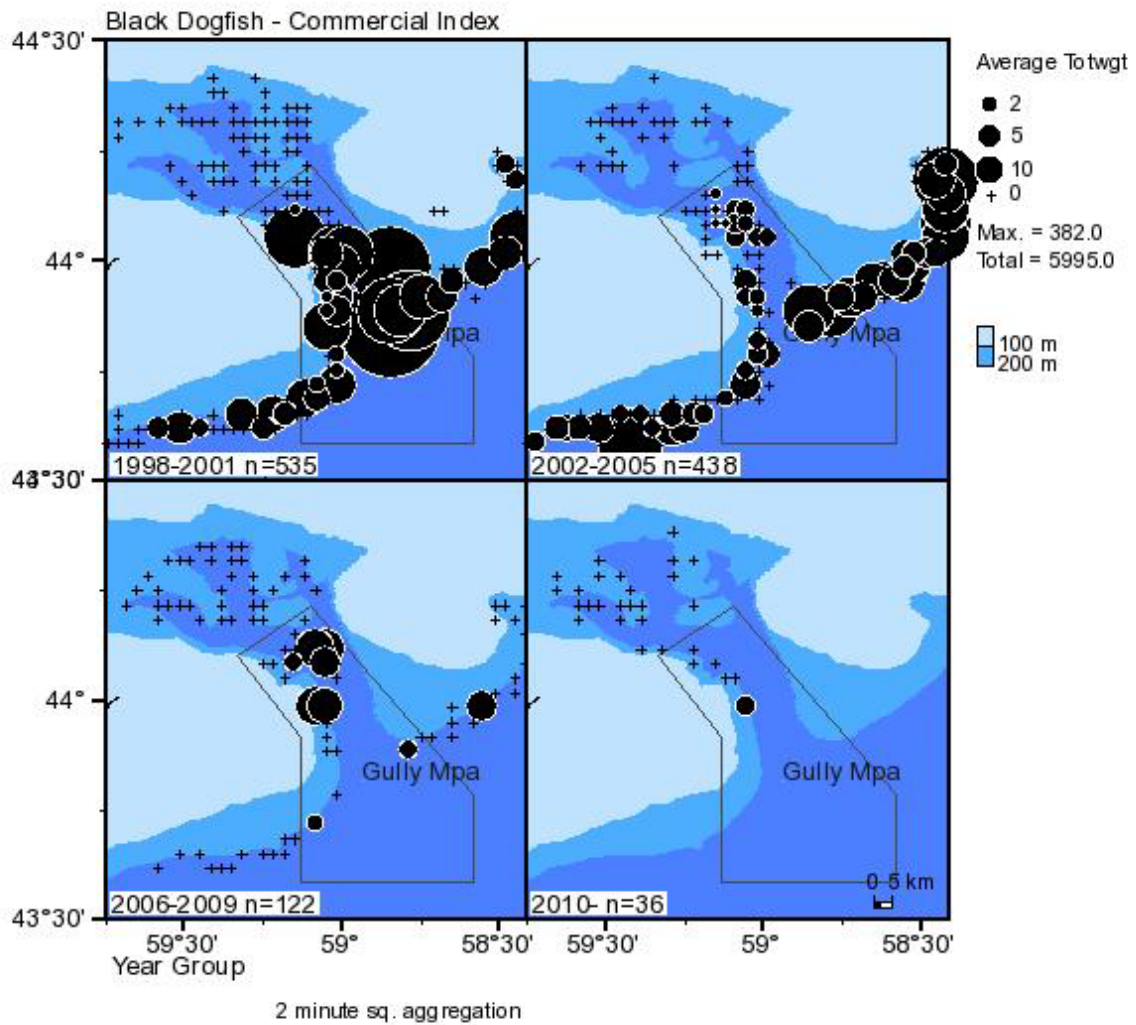 Black Dogfish - Commercial Index
44°30'
44°
43°30'
44°
43°30'
1998-2001 n=535
2002-2005 n=438
Gully Mpa
2006-2009 n=122
Gully Mpa
2010- n=36
Gully Mpa
0 5 km
59°30'
59°
58°30'
59°30'
59°
58°30'
Year Group
2 minute sq. aggregation
Average Totwgt
2
5
10
0
Max. = 382.0
Total = 5995.0
100 m
200 m